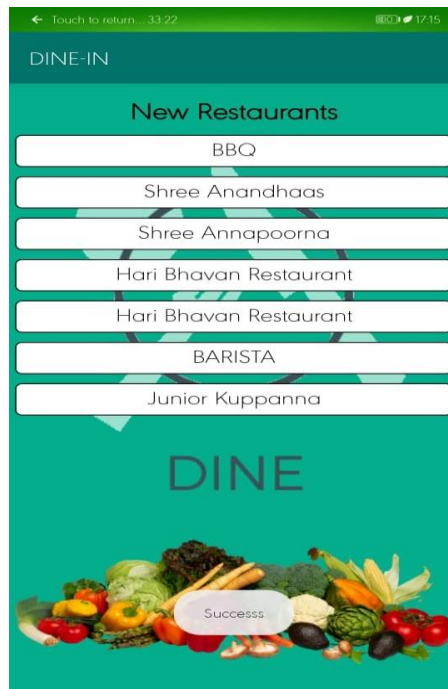 ← Touch to return... 33:22 17:15
DINE-IN
New Restaurants
BBQ
Shree Anandhaas
Shree Annapoorna
Hari Bhavan Restaurant
Hari Bhavan Restaurant
BARISTA
Junior Kuppanna
DINE
Successs